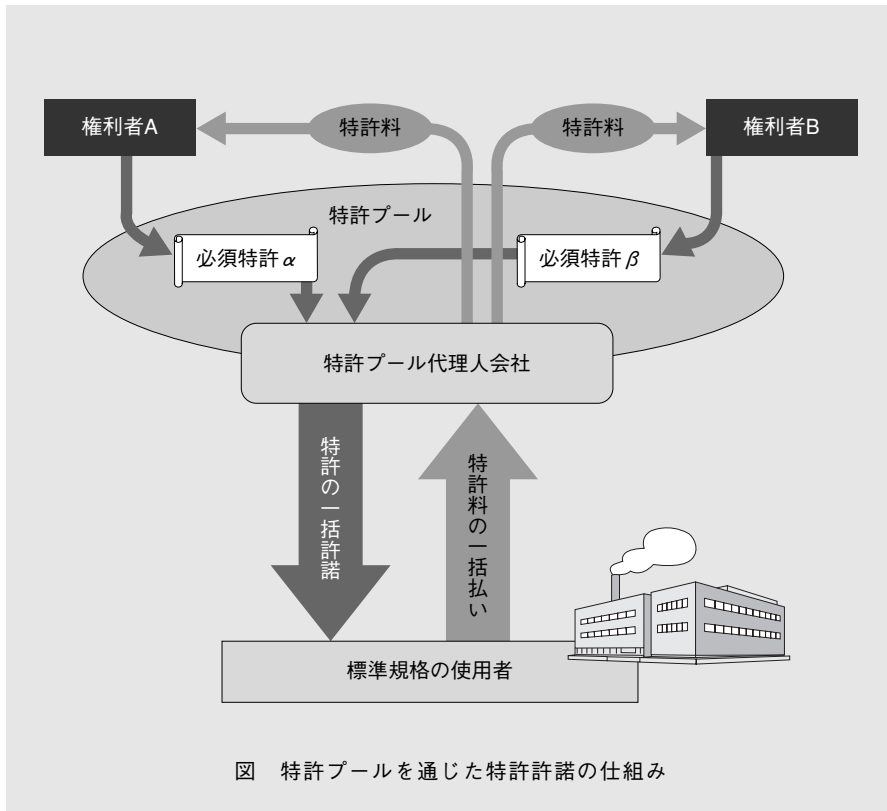 権利者A
特許料
特許料
権利者B
特許プール
必須特許α
必須特許β
特許プール代理人会社
特許の一括許諾
特許料の一括払い
標準規格の使用者
図　特許プールを通じた特許許諾の仕組み